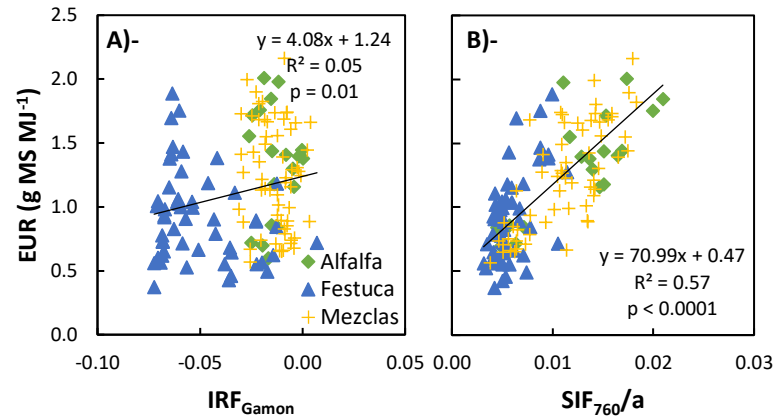 A)-
y = 4.08x + 1.24
R² = 0.05
p = 0.01
B)-
EUR (g MS MJ⁻¹)
2.5
2.0
1.5
1.0
0.5
0.0
Alfalfa
Festuca
Mezclas
y = 70.99x + 0.47
R² = 0.57
p < 0.0001
-0.10 -0.05 0.00 0.05
0.00 0.01 0.02 0.03
IRF_Gamon
SIF₇₆₀/a